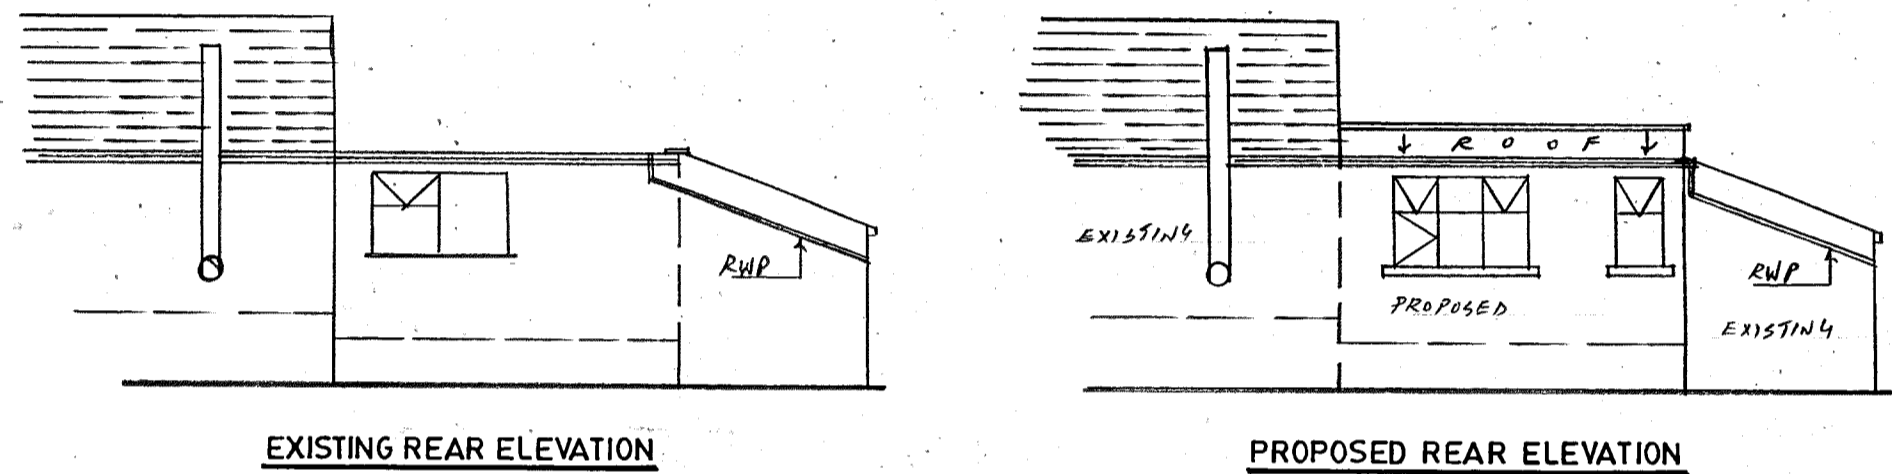 RWP
EXISTING REAR ELEVATION
ROOF
EXISTING
PROPOSED
RWP
EXISTING
PROPOSED REAR ELEVATION